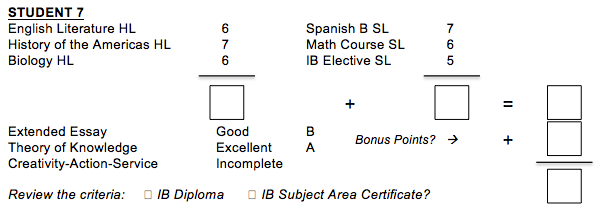 STUDENT 7
English Literature HL 6 Spanish B SL 7
History of the Americas HL 7 Math Course SL 6
Biology HL 6 IB Elective SL 5
+ =
Extended Essay Good B Bonus Points? → +
Theory of Knowledge Excellent A
Creativity-Action-Service Incomplete
Review the criteria: □ IB Diploma □ IB Subject Area Certificate?